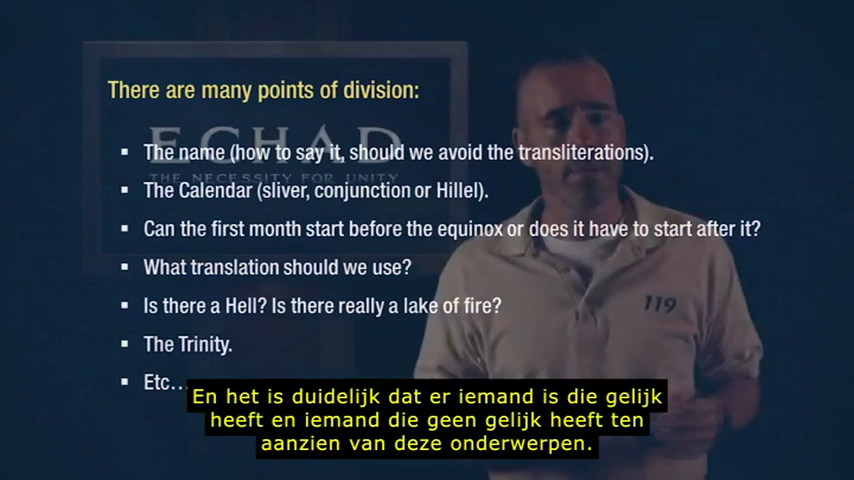 There are many points of division:
ECHAD
▪ The name (how to say it, should we avoid the transliterations).
THE NECESSITY FOR UNITY
▪ The Calendar (sliver, conjunction or Hillel).
▪ Can the first month start before the equinox or does it have to start after it?
▪ What translation should we use?
▪ Is there a Hell? Is there really a lake of fire?
119
▪ The Trinity.
▪ Etc…
En het is duidelijk dat er iemand is die gelijk
heeft en iemand die geen gelijk heeft ten
aanzien van deze onderwerpen.